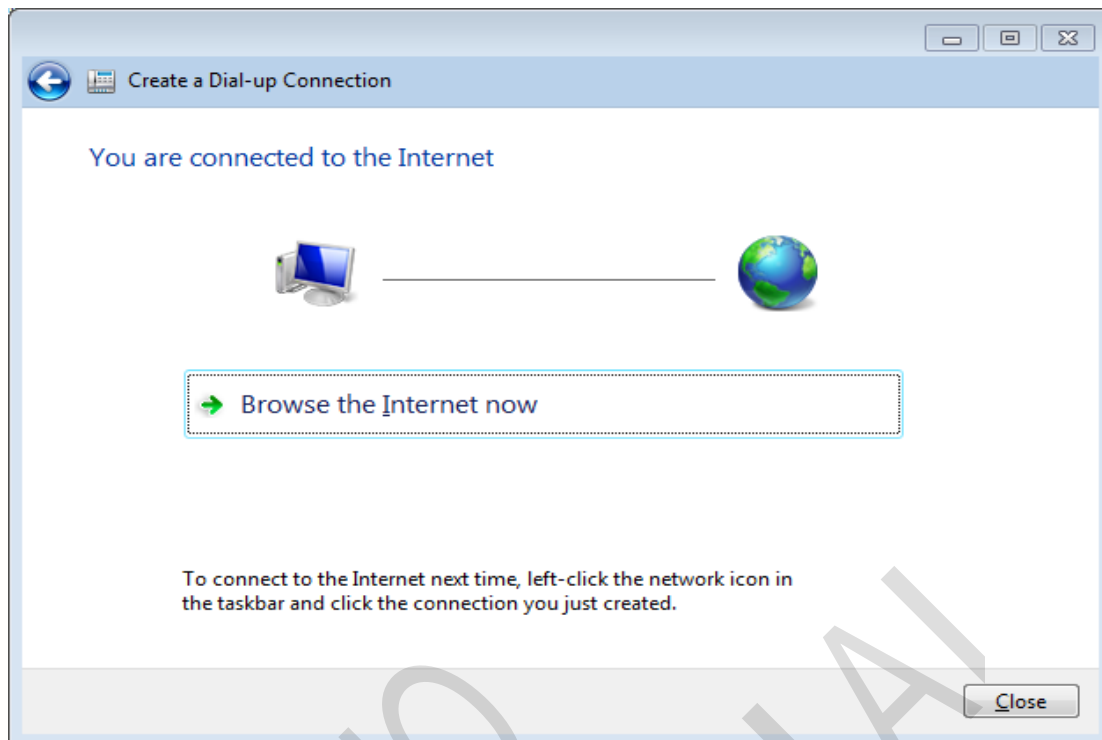 Create a Dial-up Connection
You are connected to the Internet
Browse the Internet now
To connect to the Internet next time, left-click the network icon in
the taskbar and click the connection you just created.
Close